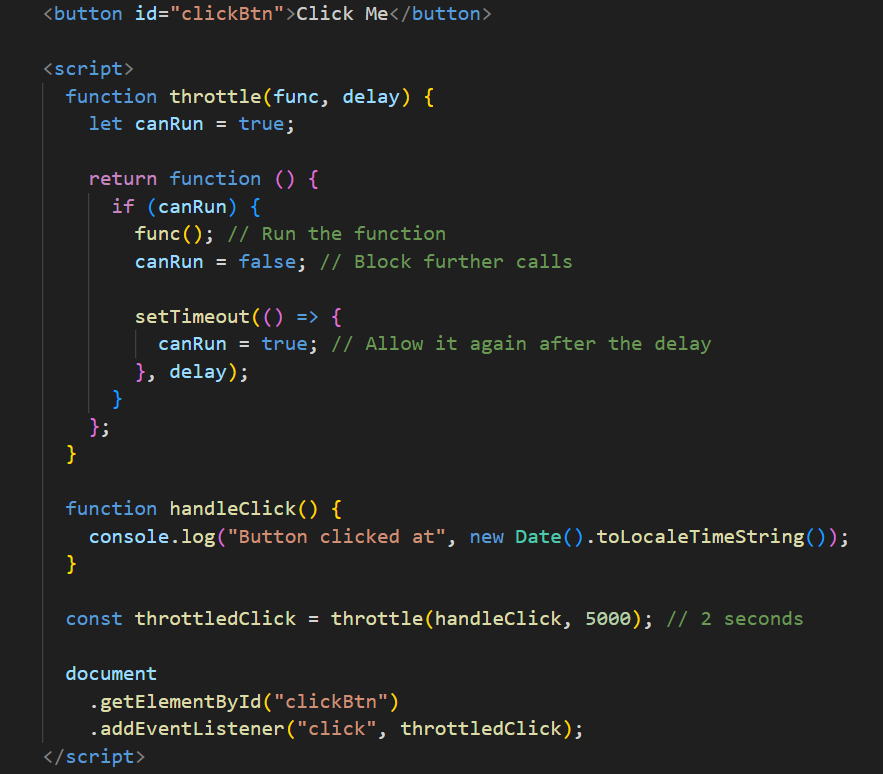 <button id="clickBtn">Click Me</button>
<script>
function throttle(func, delay) {
let canRun = true;
return function () {
if (canRun) {
func(); // Run the function
canRun = false; // Block further calls
setTimeout(() => {
canRun = true; // Allow it again after the delay
}, delay);
}
};
}
function handleClick() {
console.log("Button clicked at", new Date().toLocaleTimeString());
}
const throttledClick = throttle(handleClick, 5000); // 2 seconds
document
.getElementById("clickBtn")
.addEventListener("click", throttledClick);
</script>